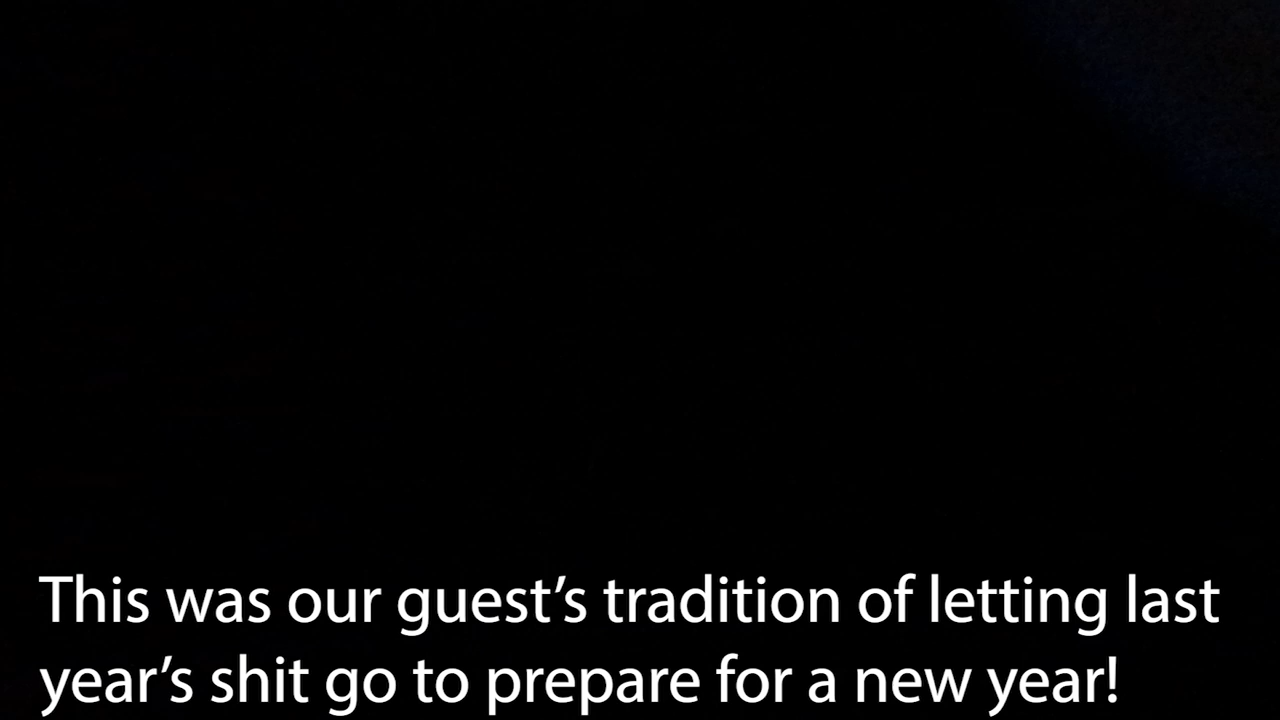 This was our guest’s tradition of letting last
year’s shit go to prepare for a new year!